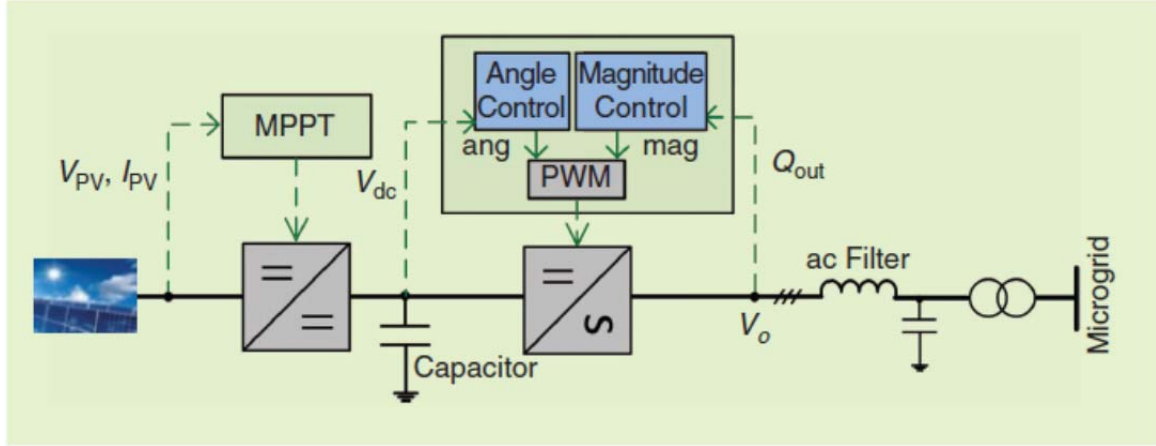 Angle
Control
Magnitude
Control
MPPT
ang
mag
V_PV, I_PV
V_dc
PWM
Q_out
ac Filter
V_o
Capacitor
Microgrid